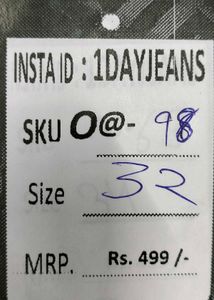 INSTA ID : 1DAYJEANS
SKU O@- 98
Size 32
MRP. Rs. 499 /-